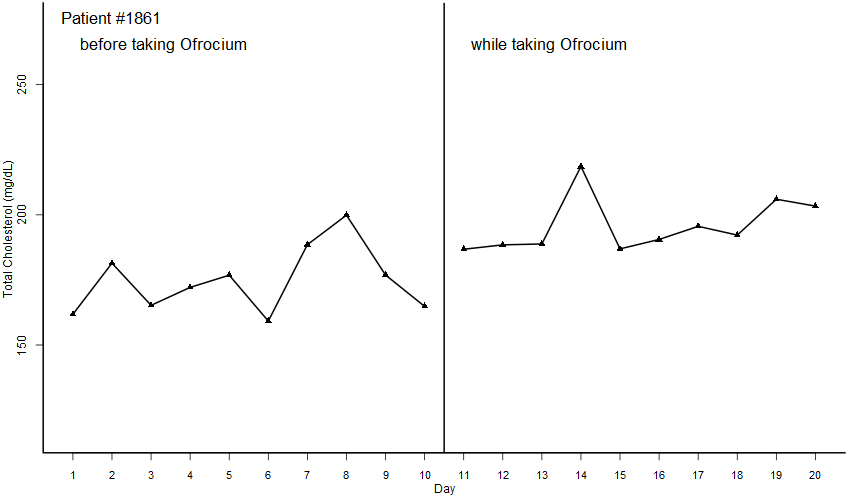 Patient #1861
before taking Ofrocium
while taking Ofrocium
Total Cholesterol (mg/dL)
250
200
150
1 2 3 4 5 6 7 8 9 10 11 12 13 14 15 16 17 18 19 20
Day